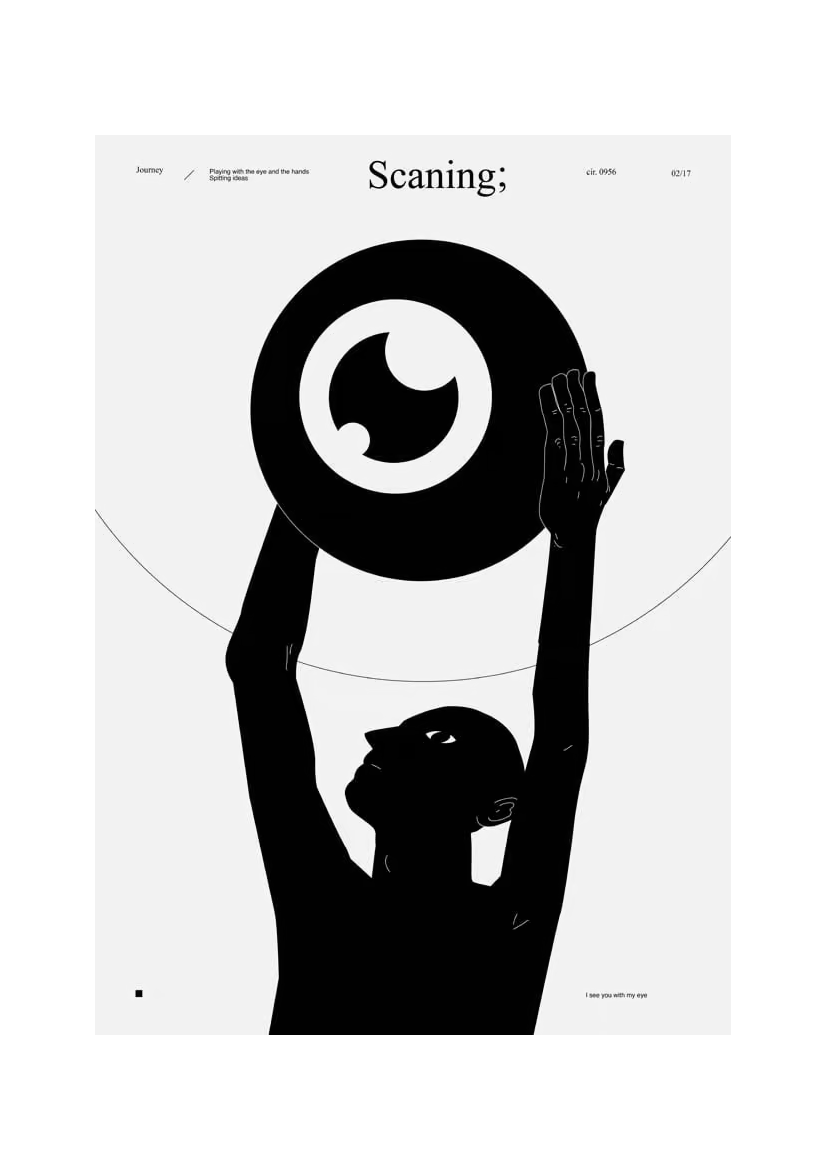 Journey
Playing with the eye and the hands
Spitting ideas
Scaning;
cir. 0956
02/17
I see you with my eye